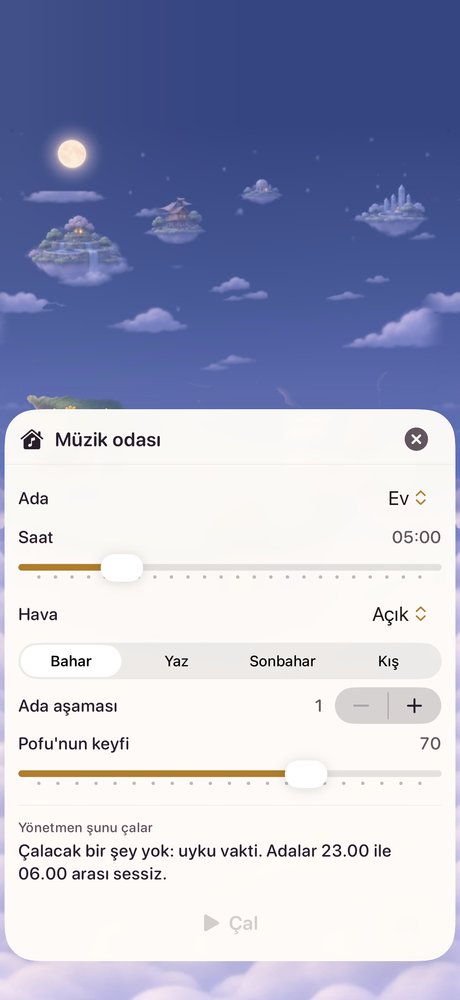 Müzik odası
Ada
Ev
Saat
05:00
Hava
Açık
Bahar
Yaz
Sonbahar
Kış
Ada aşaması
1
Pofu'nun keyfi
70
Yönetmen şunu çalar
Çalacak bir şey yok: uyku vakti. Adalar 23.00 ile
06.00 arası sessiz.
Çal